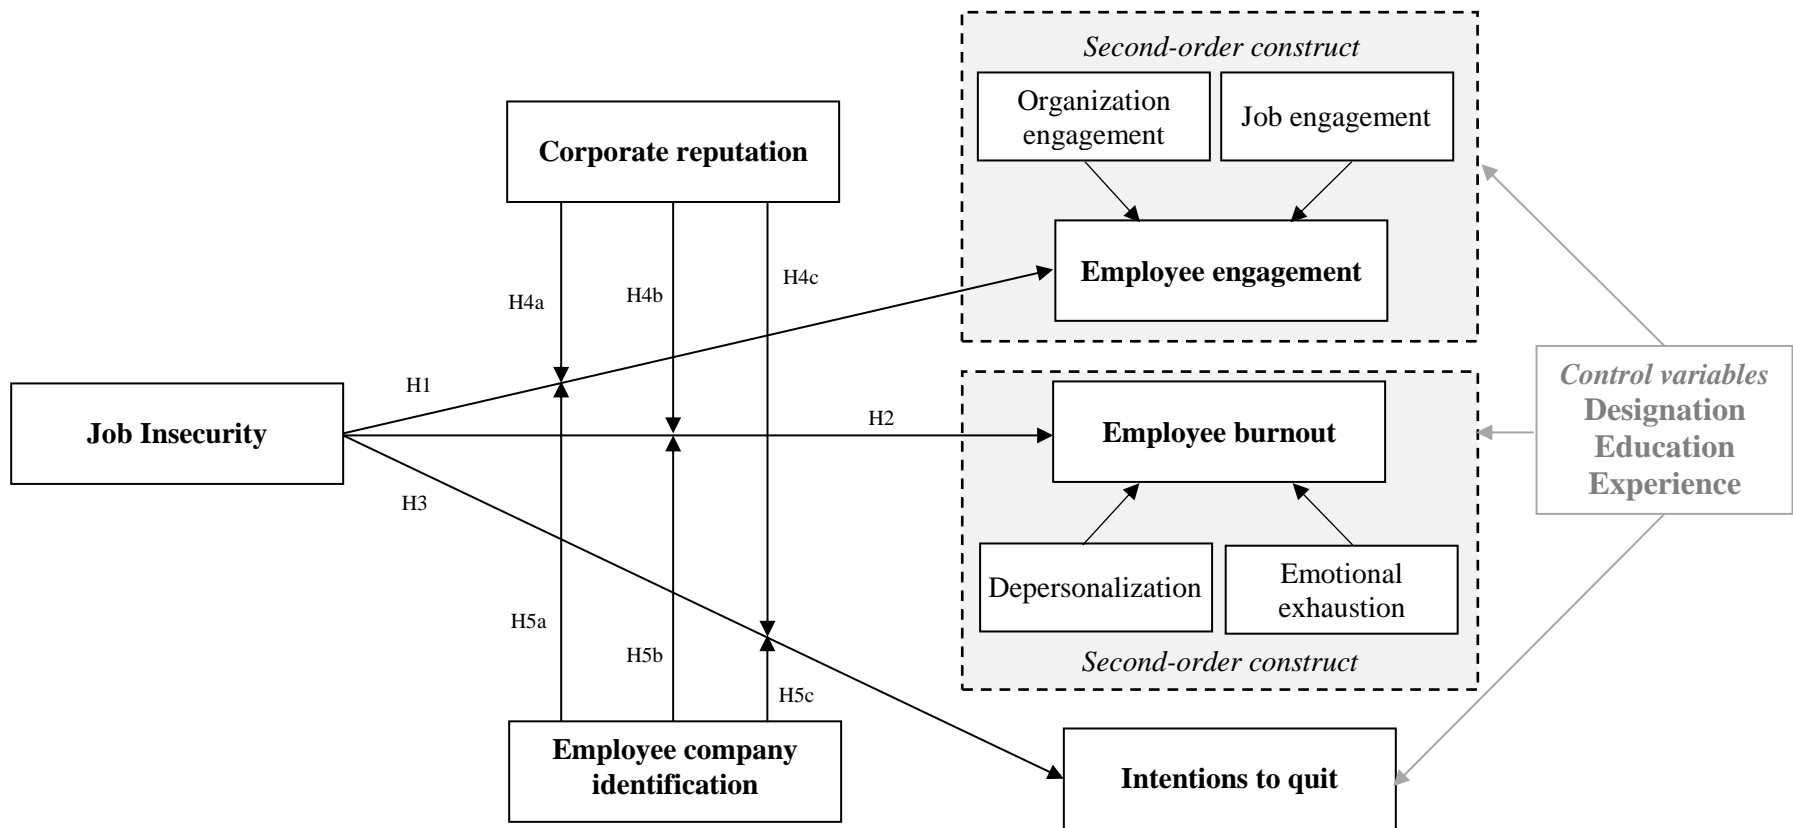 Second-order construct
Organization
engagement
Job engagement
Corporate reputation
Employee engagement
H4a
H4b
H4c
H1
Job Insecurity
H2
Employee burnout
Control variables
Designation
Education
Experience
H3
Depersonalization
Emotional
exhaustion
H5a
H5b
H5c
Second-order construct
Employee company
identification
Intentions to quit